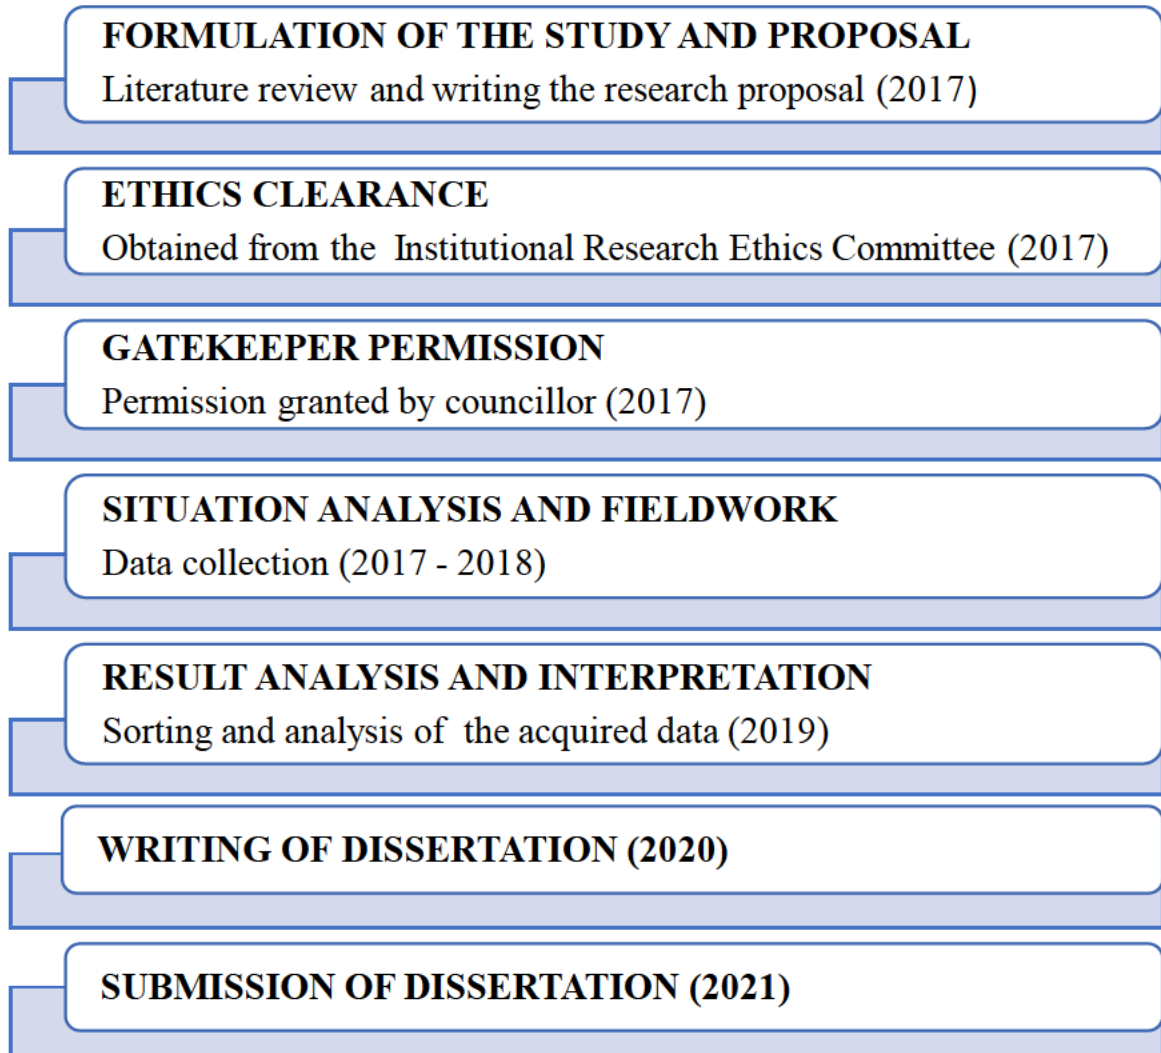 FORMULATION OF THE STUDY AND PROPOSAL
Literature review and writing the research proposal (2017)
ETHICS CLEARANCE
Obtained from the Institutional Research Ethics Committee (2017)
GATEKEEPER PERMISSION
Permission granted by councillor (2017)
SITUATION ANALYSIS AND FIELDWORK
Data collection (2017 - 2018)
RESULT ANALYSIS AND INTERPRETATION
Sorting and analysis of the acquired data (2019)
WRITING OF DISSERTATION (2020)
SUBMISSION OF DISSERTATION (2021)